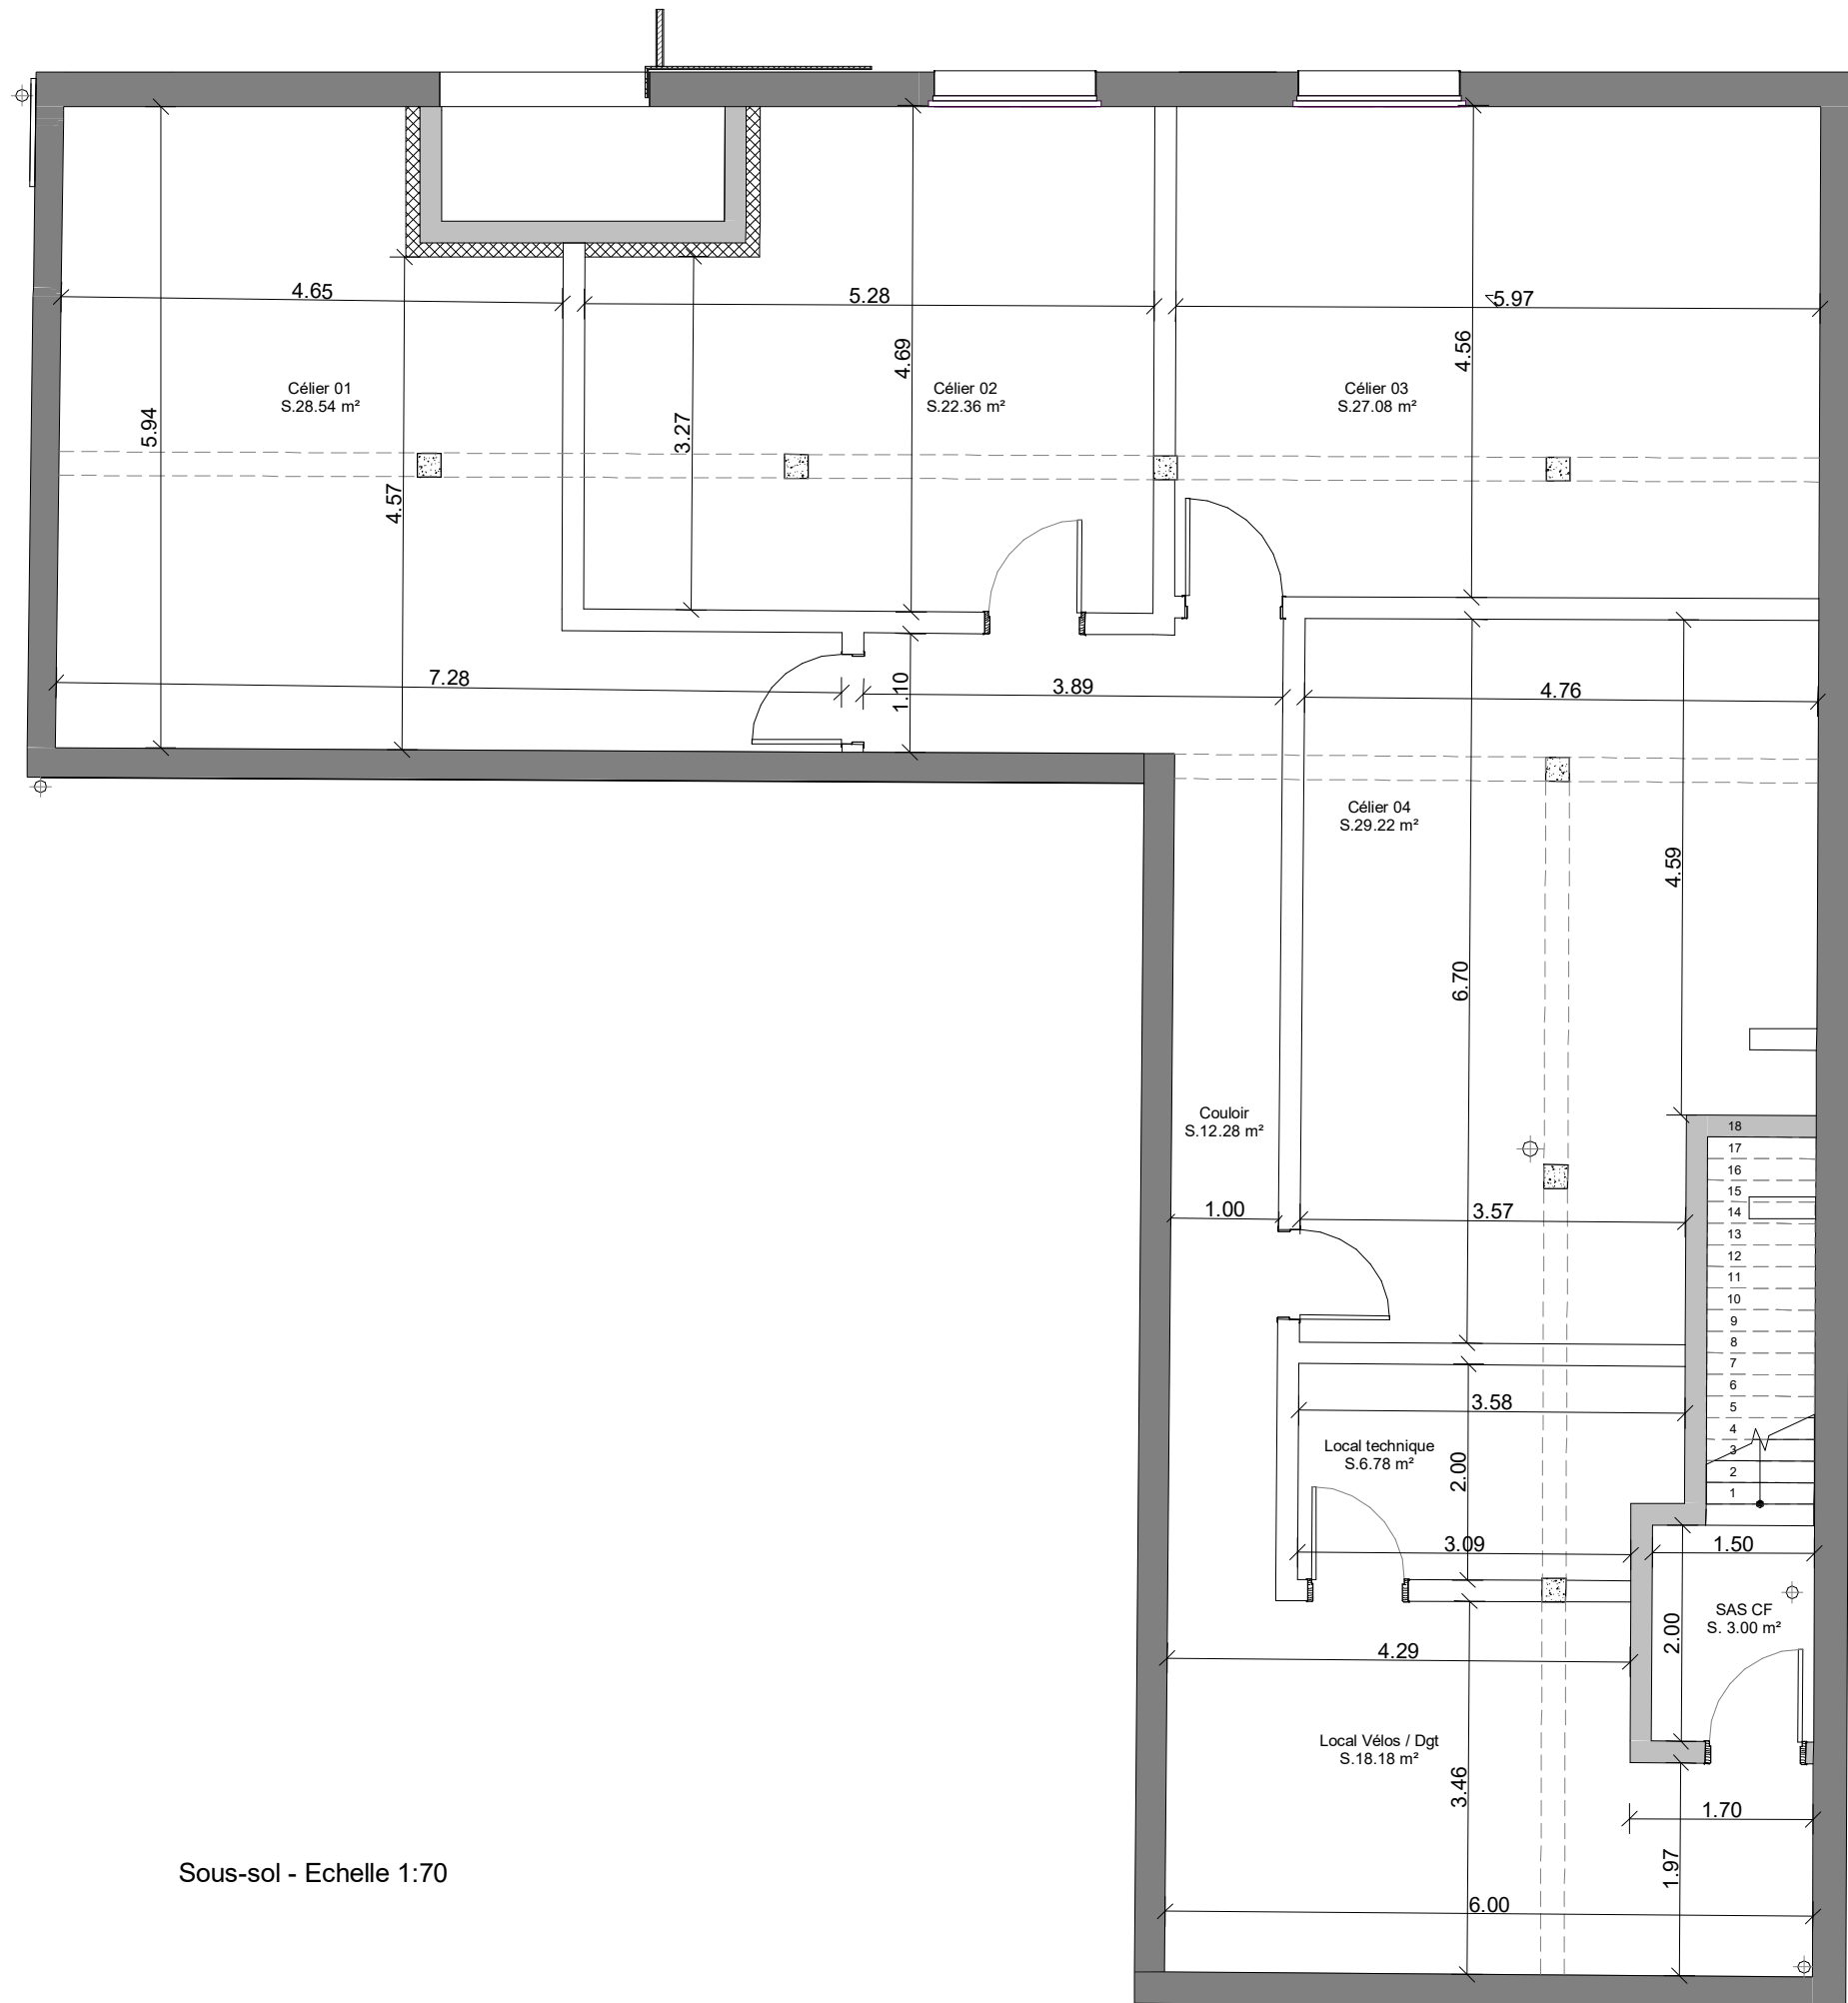 4.65
5.28
5.97
4.69
4.56
Célier 01
S.28.54 m²
Célier 02
S.22.36 m²
Célier 03
S.27.08 m²
5.94
3.27
4.57
7.28
1.10
3.89
4.76
Célier 04
S.29.22 m²
4.59
6.70
Couloir
S.12.28 m²
18
17
16
15
14
13
12
11
10
9
8
7
6
5
4
3
2
1
1.00
3.57
3.58
Local technique
S.6.78 m²
2.00
3.09
1.50
SAS CF
S. 3.00 m²
2.00
4.29
Local Vélos / Dgt
S.18.18 m²
3.46
1.70
1.97
6.00
Sous-sol - Echelle 1:70